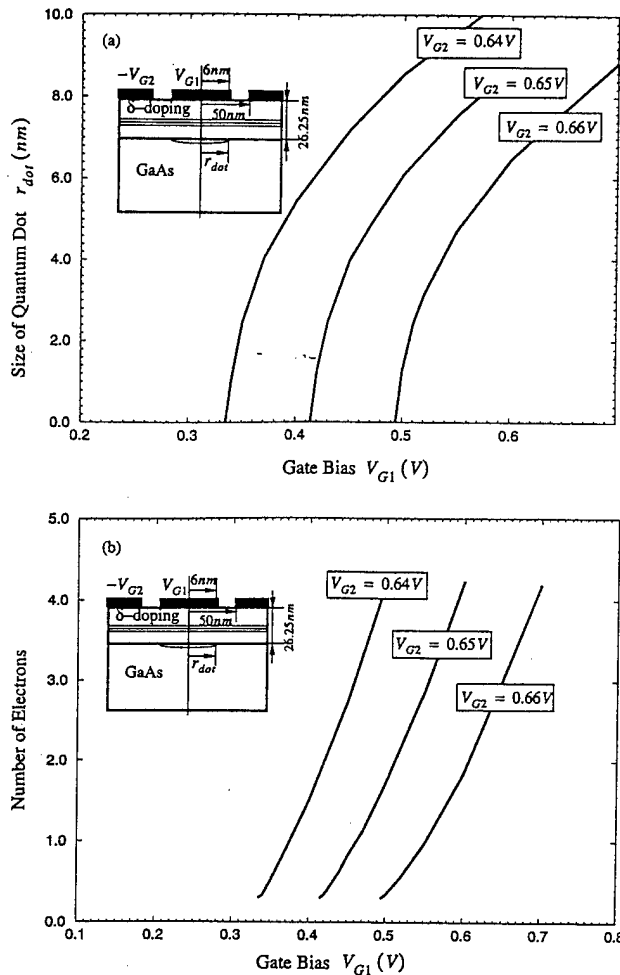 (a)
10.0
8.0
6.0
4.0
2.0
0.0
0.2
0.3
0.4
0.5
0.6
Size of Quantum Dot r_dot (nm)
Gate Bias V_G1 (V)
V_G2 = 0.64V
V_G2 = 0.65V
V_G2 = 0.66V
-V_G2
V_G1
6nm
δ-doping
50nm
26.25nm
GaAs
r_dot
(b)
5.0
4.0
3.0
2.0
1.0
0.0
0.1
0.2
0.3
0.4
0.5
0.6
0.7
0.8
Number of Electrons
Gate Bias V_G1 (V)
V_G2 = 0.64V
V_G2 = 0.65V
V_G2 = 0.66V
-V_G2
V_G1
6nm
δ-doping
50nm
26.25nm
GaAs
r_dot